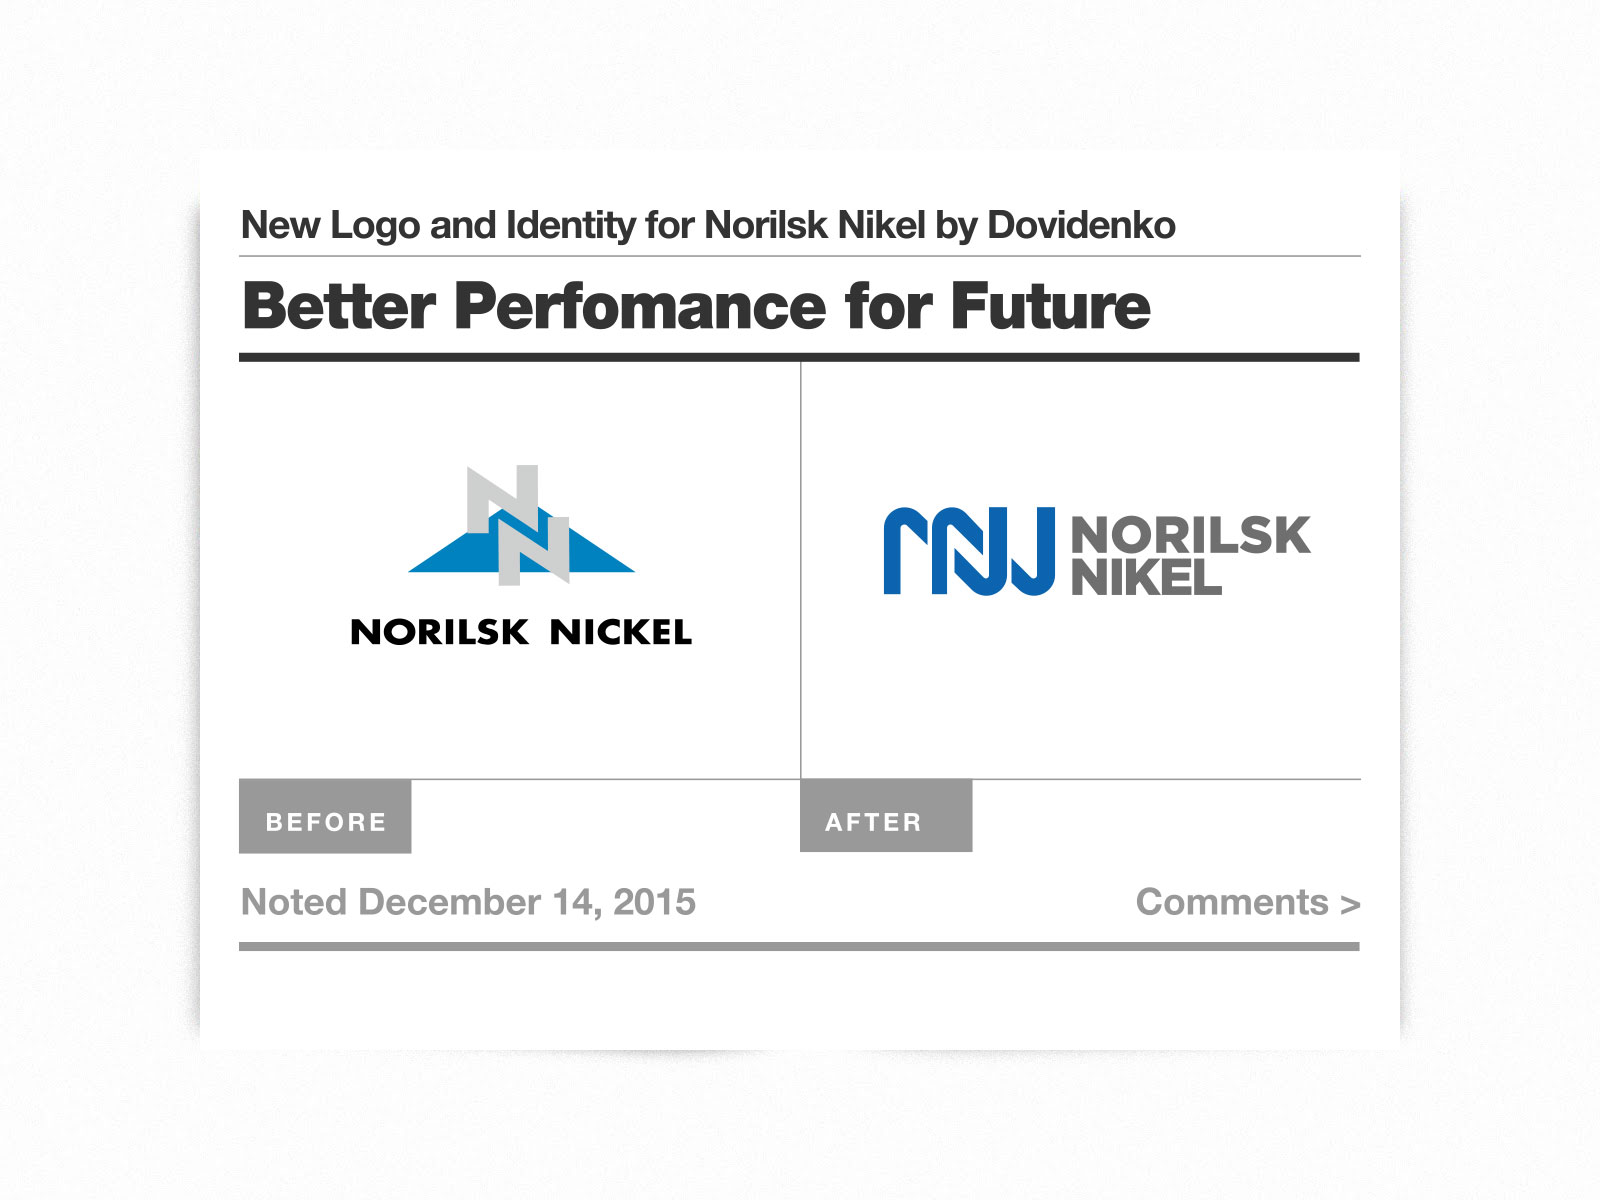 New Logo and Identity for Norilsk Nikel by Dovidenko
Better Perfomance for Future
NORILSK NICKEL
NORILSK
NIKEL
BEFORE
AFTER
Noted December 14, 2015
Comments >